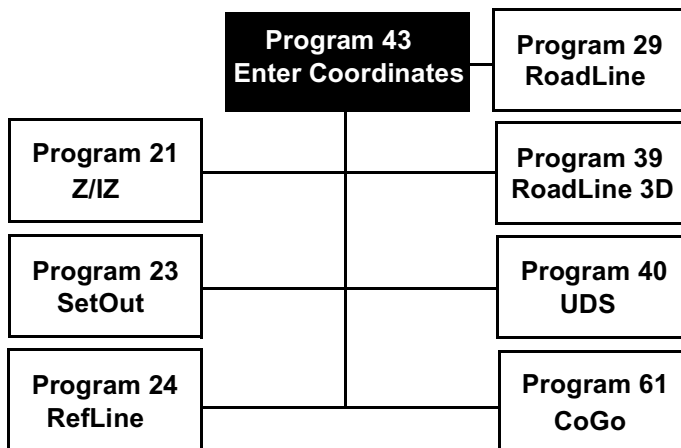 Program 43
Enter Coordinates
Program 29
RoadLine
Program 21
Z/IZ
Program 39
RoadLine 3D
Program 23
SetOut
Program 40
UDS
Program 24
RefLine
Program 61
CoGo